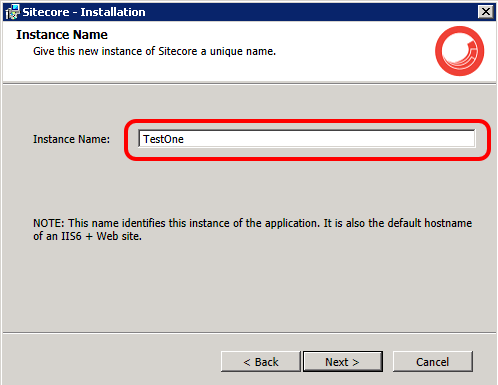 Sitecore - Installation
Instance Name
Give this new instance of Sitecore a unique name.
Instance Name:
TestOne
NOTE: This name identifies this instance of the application. It is also the default hostname
of an IIS6 + Web site.
< Back
Next >
Cancel